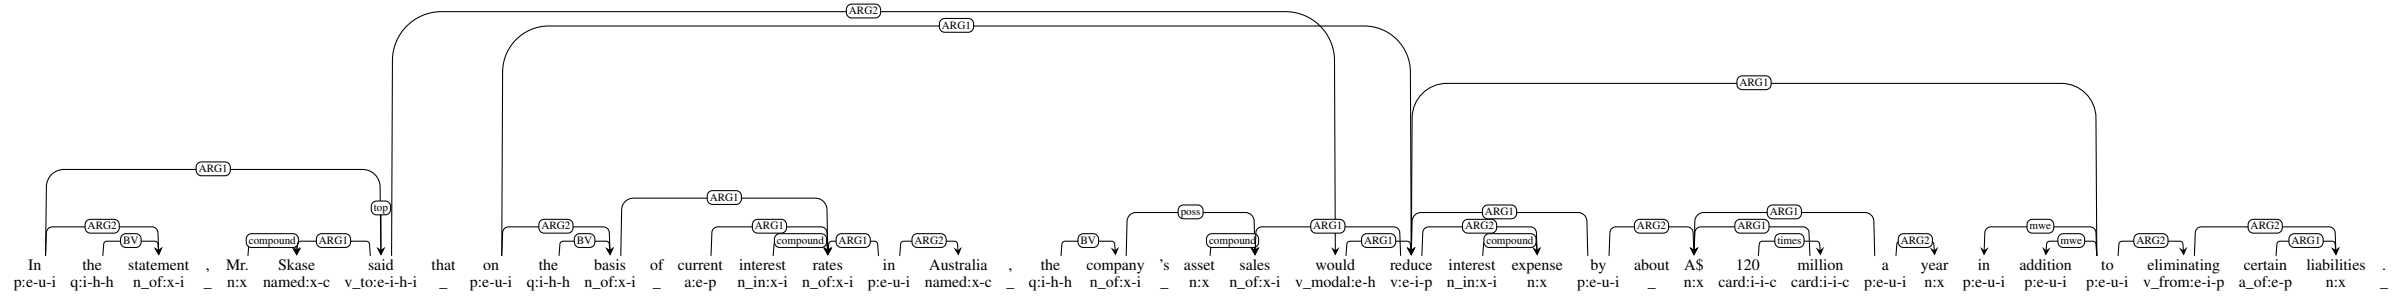 ARG2
ARG1
ARG1
ARG1
top
ARG1
poss
ARG2 ARG2 ARG1 ARG1 ARG1 ARG2 ARG2 ARG1 mwe ARG2
BV compound ARG1 BV compound ARG1 ARG2 BV compound ARG1 compound times ARG2 mwe ARG2 ARG1
ARG1 ARG1
In the statement , Mr. Skase said that on the basis of current interest rates in Australia , the company 's asset sales would reduce interest expense by about A$ 120 million a year in addition to eliminating certain liabilities .
p:e-u-i q:i-h-h n_of:x-i _ n:x named:x-c v_to:e-i-h-i _ p:e-u-i q:i-h-h n_of:x-i _ a:e-p n_in:x-i n_of:x-i p:e-u-i named:x-c _ q:i-h-h n_of:x-i _ n:x n_of:x-i v_modal:e-h v:e-i-p n_in:x-i n:x p:e-u-i _ n:x card:i-i-c card:i-i-c p:e-u-i n:x p:e-u-i p:e-u-i p:e-u-i v_from:e-i-p a_of:e-p n:x _